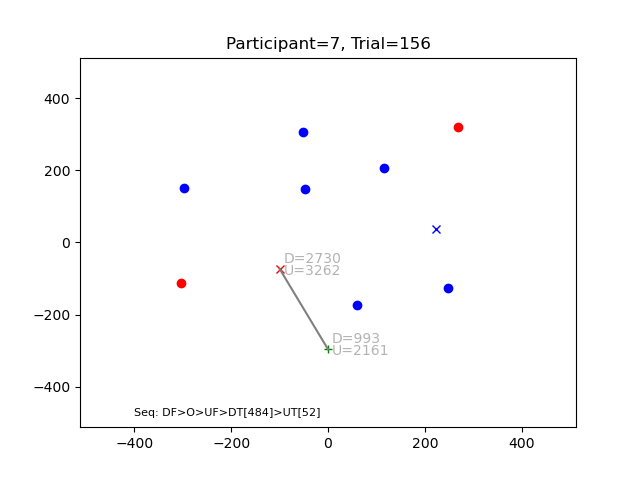 Participant=7, Trial=156
400
200
0
−200
−400
D=2730
U=3262
D=993
U=2161
Seq: DF>O>UF>DT[484]>UT[52]
−400 −200 0 200 400